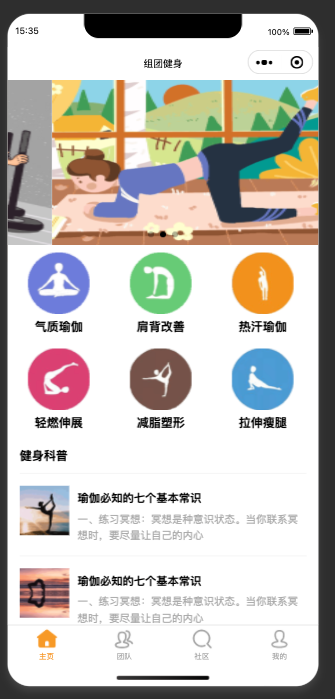 15:35
100%
组团健身
气质瑜伽
肩背改善
热汗瑜伽
轻燃伸展
减脂塑形
拉伸瘦腿
健身科普
瑜伽必知的七个基本常识
一、练习冥想：冥想是种意识状态。当你联系冥
想时，要尽量让自己的内心
瑜伽必知的七个基本常识
一、练习冥想：冥想是种意识状态。当你联系冥
想时，要尽量让自己的内心
主页
团队
社区
我的